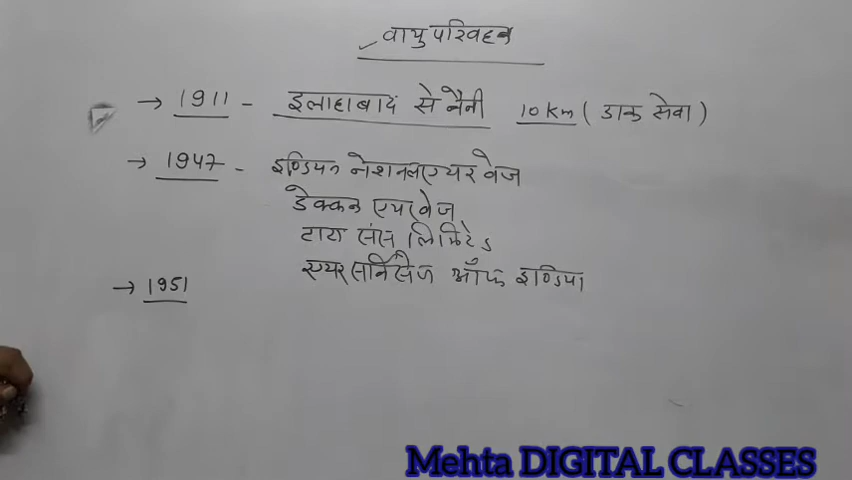 वायु परिवहन
→ 1911 - इलाहाबाद से नैनी 10 km ( डाक सेवा )
→ 1947 - इण्डियन नेशनल एयर वेज
डेक्कन एयरवेज
टाटा संस लिमिटेड
एयर सर्विसेज ऑफ इण्डिया
→ 1951
Mehta DIGITAL CLASSES